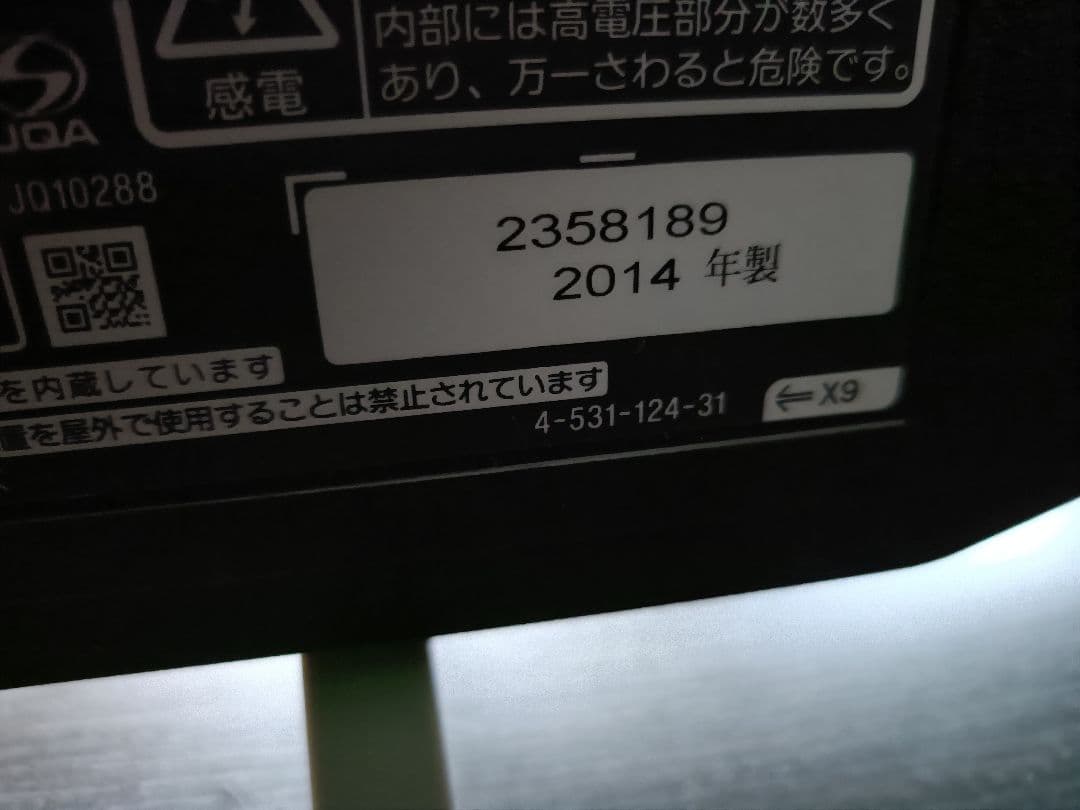 内部には高電圧部分が数多く
あり、万一さわると危険です。
感電
JQA
JQ10288
2358189
2014 年製
を内蔵しています
置を屋外で使用することは禁止されています
4-531-124-31
⇐X9